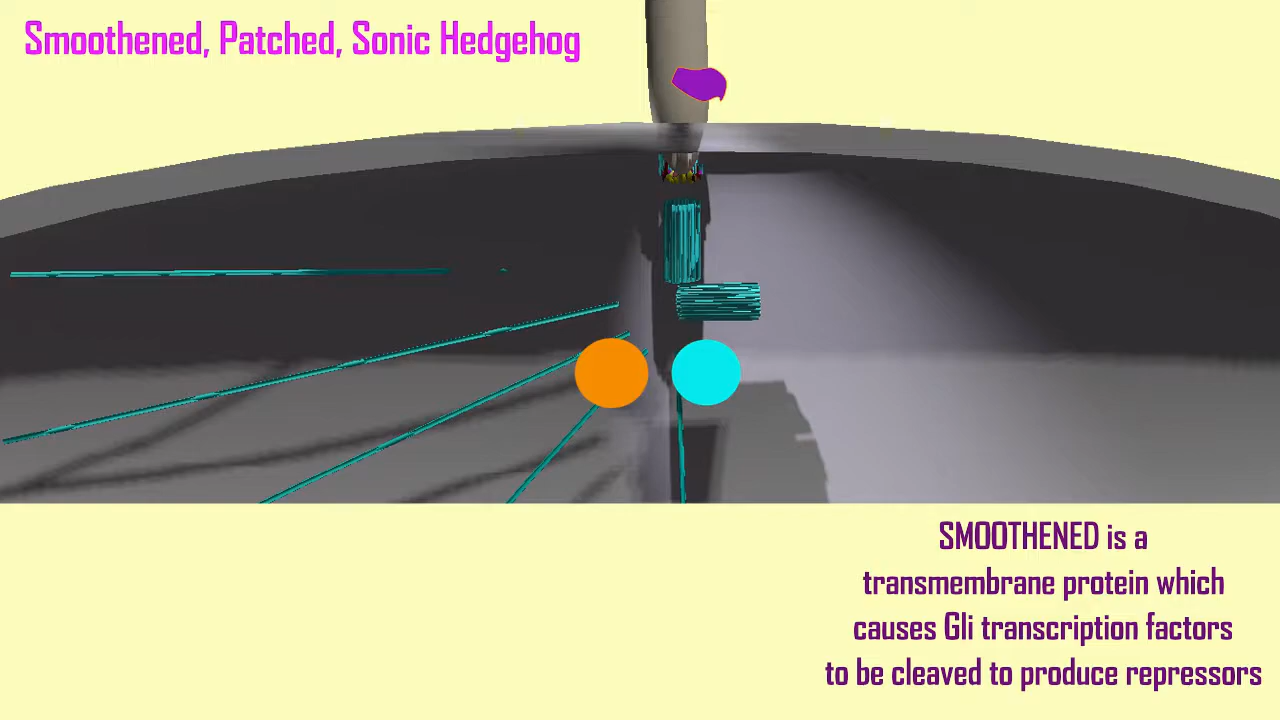 Smoothened, Patched, Sonic Hedgehog
SMOOTHENED is a
transmembrane protein which
causes Gli transcription factors
to be cleaved to produce repressors